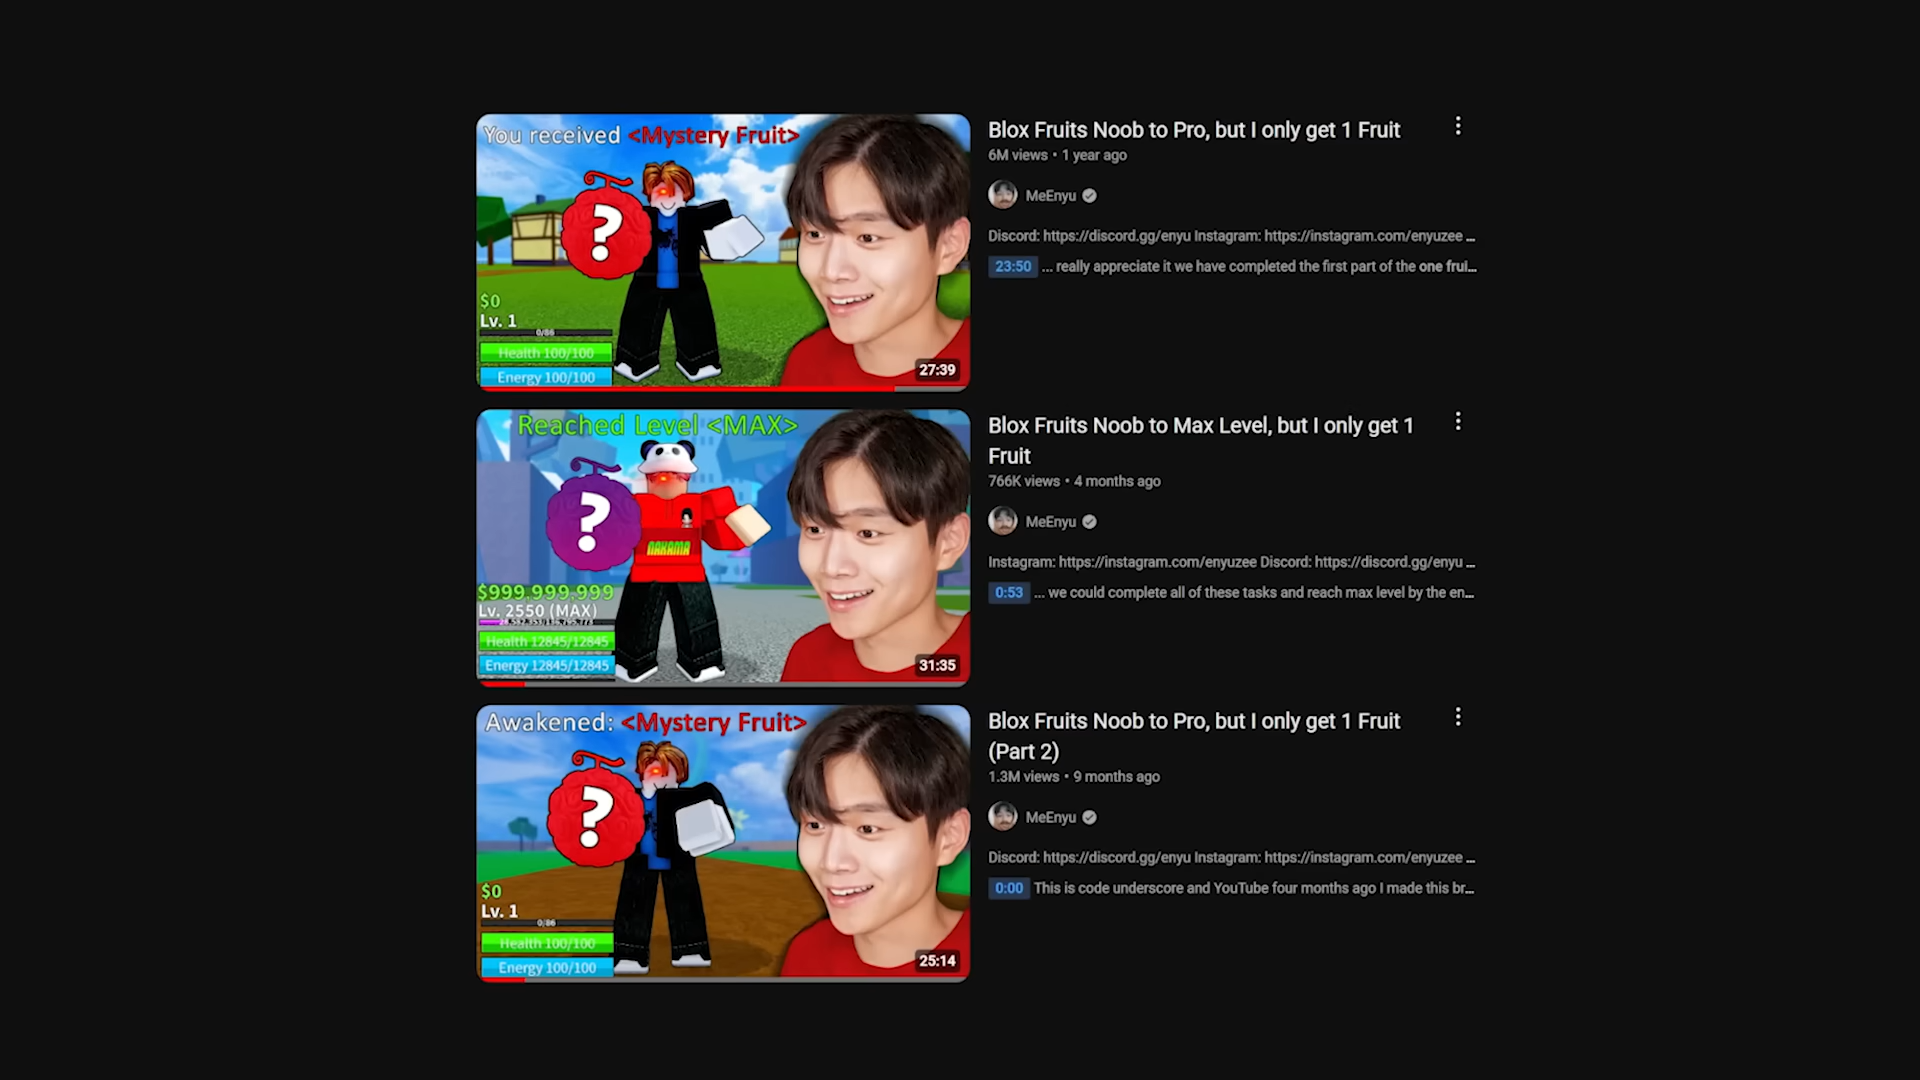 You received <Mystery Fruit>
?
$0
Lv. 1
0/86
Health 100/100
Energy 100/100
27:39
Blox Fruits Noob to Pro, but I only get 1 Fruit
6M views • 1 year ago
MeEnyu
Discord: https://discord.gg/enyu Instagram: https://instagram.com/enyuzee ...
23:50 ... really appreciate it we have completed the first part of the one frui...
Reached Level <MAX>
?
NAKAMA
$999,999,999
Lv. 2550 (MAX)
Health 12845/12845
Energy 12845/12845
31:35
Blox Fruits Noob to Max Level, but I only get 1
Fruit
766K views • 4 months ago
MeEnyu
Instagram: https://instagram.com/enyuzee Discord: https://discord.gg/enyu ...
0:53 ... we could complete all of these tasks and reach max level by the en...
Awakened: <Mystery Fruit>
?
$0
Lv. 1
0/86
Health 100/100
Energy 100/100
25:14
Blox Fruits Noob to Pro, but I only get 1 Fruit
(Part 2)
1.3M views • 9 months ago
MeEnyu
Discord: https://discord.gg/enyu Instagram: https://instagram.com/enyuzee ...
0:00 This is code underscore and YouTube four months ago I made this br...